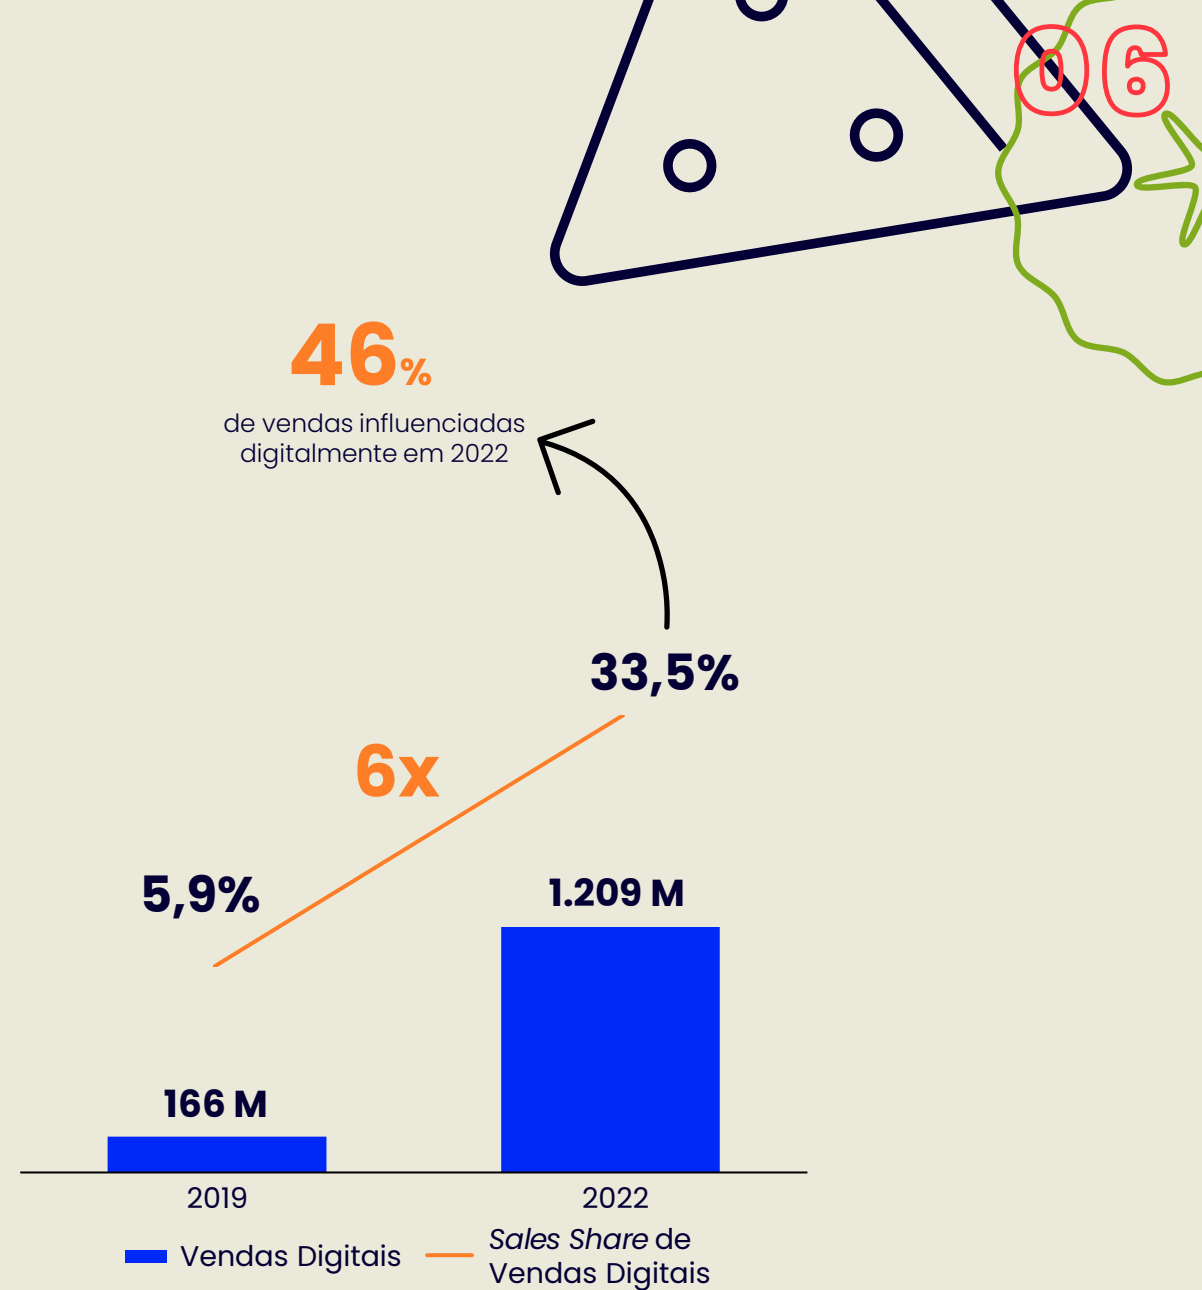 06
46%
de vendas influenciadas
digitalmente em 2022
33,5%
6x
5,9%
1.209 M
166 M
2019
2022
Vendas Digitais
Sales Share de
Vendas Digitais